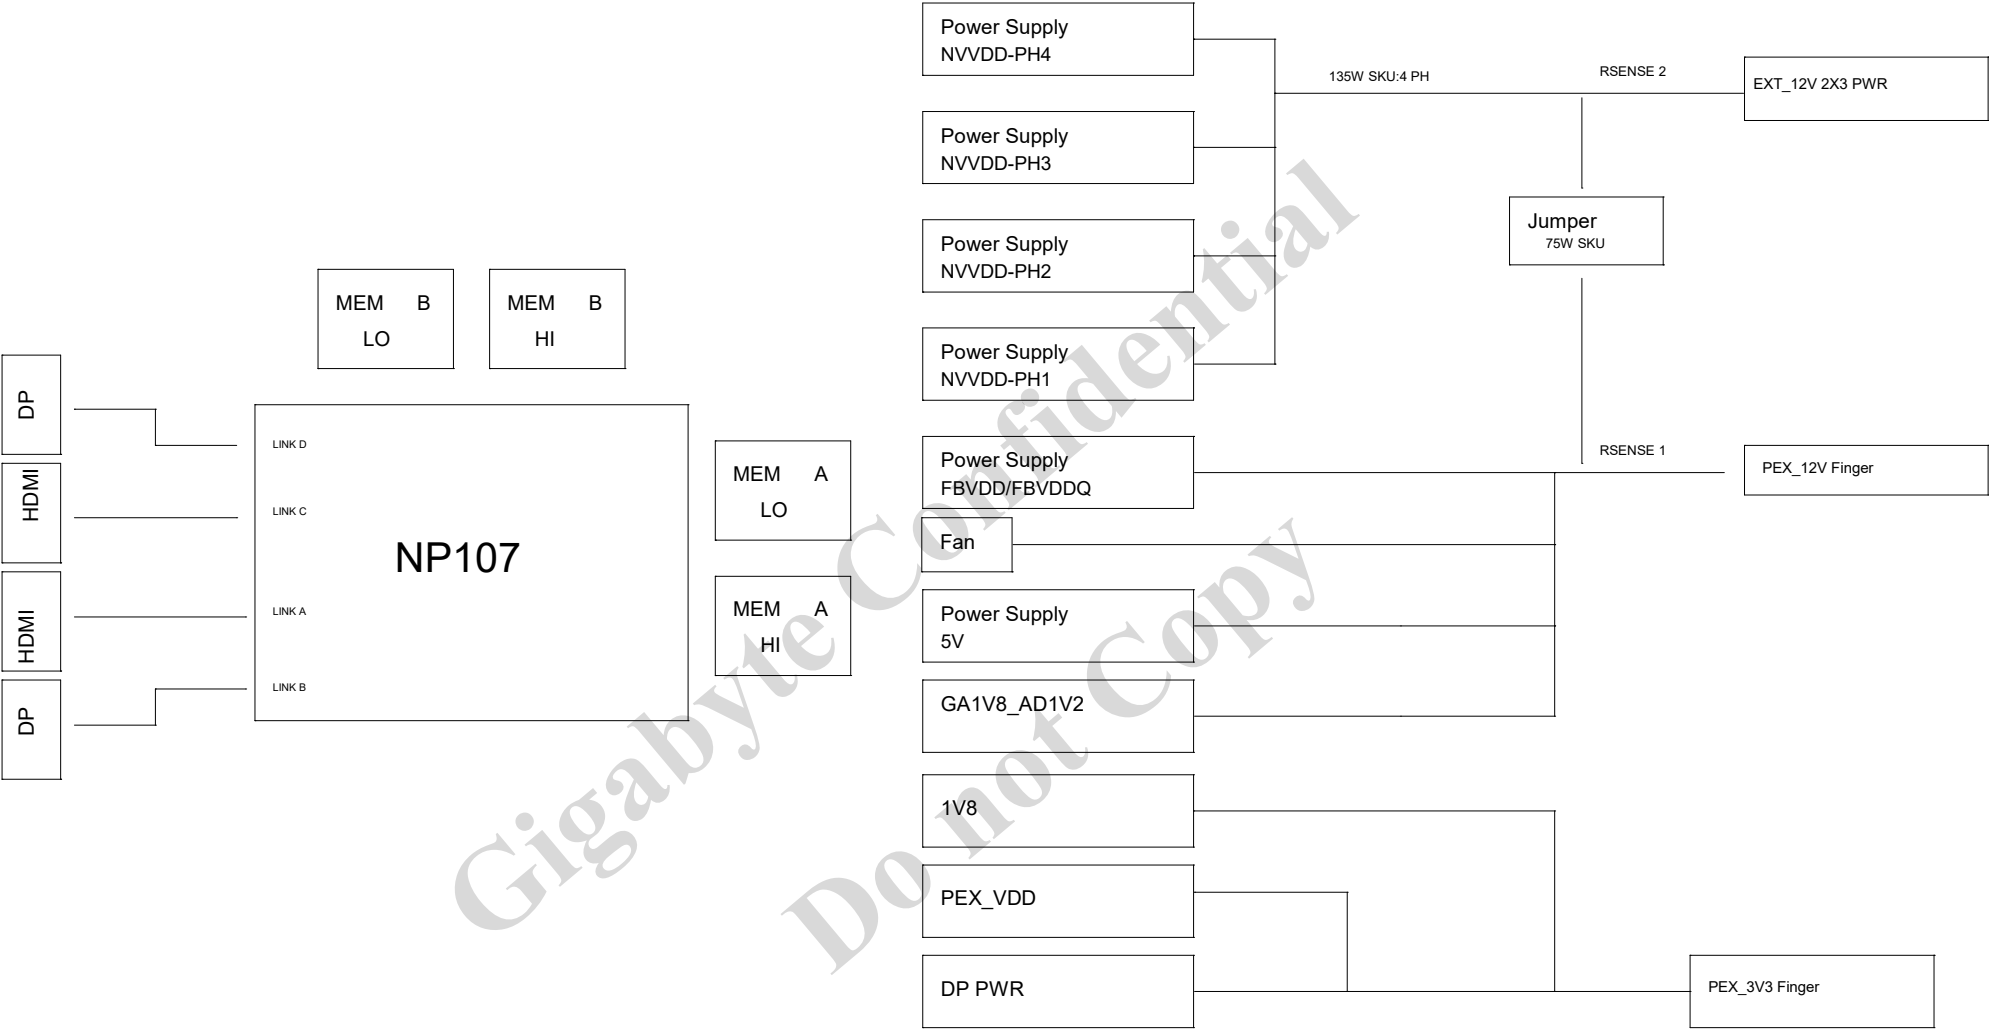 Power Supply
NVVDD-PH4
135W SKU:4 PH
RSENSE 2
EXT_12V 2X3 PWR
Power Supply
NVVDD-PH3
Power Supply
NVVDD-PH2
Jumper
75W SKU
Power Supply
NVVDD-PH1
MEM B
LO
MEM B
HI
DP
HDMI
HDMI
DP
LINK D
LINK C
LINK A
LINK B
NP107
MEM A
LO
MEM A
HI
Power Supply
FBVDD/FBVDDQ
RSENSE 1
PEX_12V Finger
Fan
Power Supply
5V
GA1V8_AD1V2
1V8
PEX_VDD
DP PWR
PEX_3V3 Finger
Gigabyte Confidential
Do not Copy